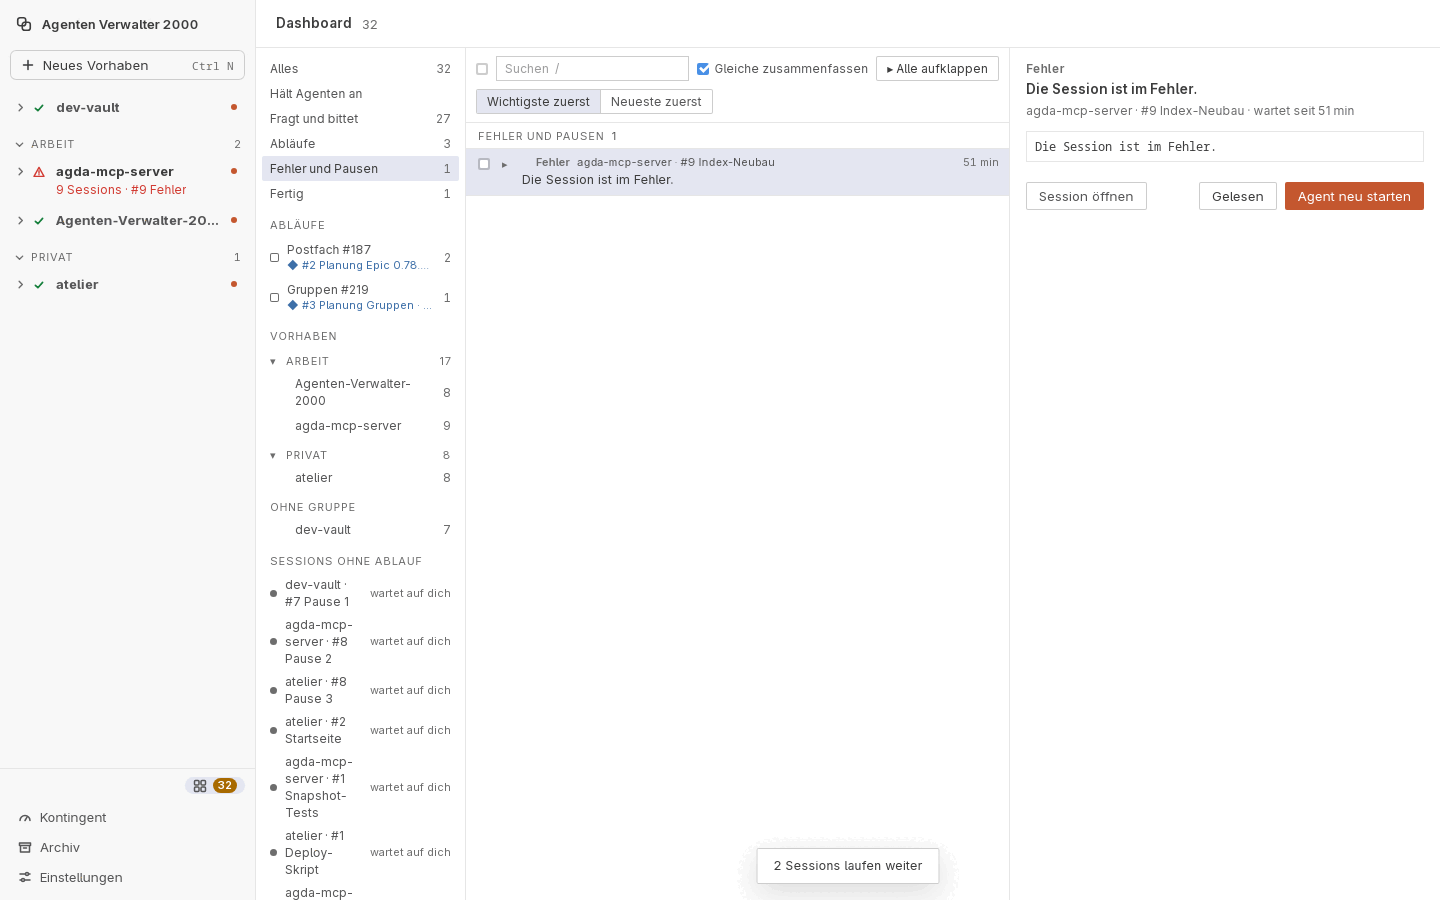 Agenten Verwalter 2000
Neues Vorhaben Ctrl N
dev-vault
ARBEIT 2
agda-mcp-server
9 Sessions · #9 Fehler
Agenten-Verwalter-20...
PRIVAT 1
atelier
32
Kontingent
Archiv
Einstellungen
Dashboard 32
Alles 32
Hält Agenten an
Fragt und bittet 27
Abläufe 3
Fehler und Pausen 1
Fertig 1
ABLÄUFE
Postfach #187
#2 Planung Epic 0.78.... 2
Gruppen #219
#3 Planung Gruppen · ... 1
VORHABEN
ARBEIT 17
Agenten-Verwalter-
2000 8
agda-mcp-server 9
PRIVAT 8
atelier 8
OHNE GRUPPE
dev-vault 7
SESSIONS OHNE ABLAUF
dev-vault ·
#7 Pause 1 wartet auf dich
agda-mcp-
server · #8
Pause 2 wartet auf dich
atelier · #8
Pause 3 wartet auf dich
atelier · #2
Startseite wartet auf dich
agda-mcp-
server · #1
Snapshot-
Tests wartet auf dich
atelier · #1
Deploy-
Skript wartet auf dich
agda-mcp-
Suchen / Gleiche zusammenfassen ▸ Alle aufklappen
Wichtigste zuerst Neueste zuerst
FEHLER UND PAUSEN 1
Fehler agda-mcp-server · #9 Index-Neubau 51 min
Die Session ist im Fehler.
2 Sessions laufen weiter
Fehler
Die Session ist im Fehler.
agda-mcp-server · #9 Index-Neubau · wartet seit 51 min
Die Session ist im Fehler.
Session öffnen Gelesen Agent neu starten